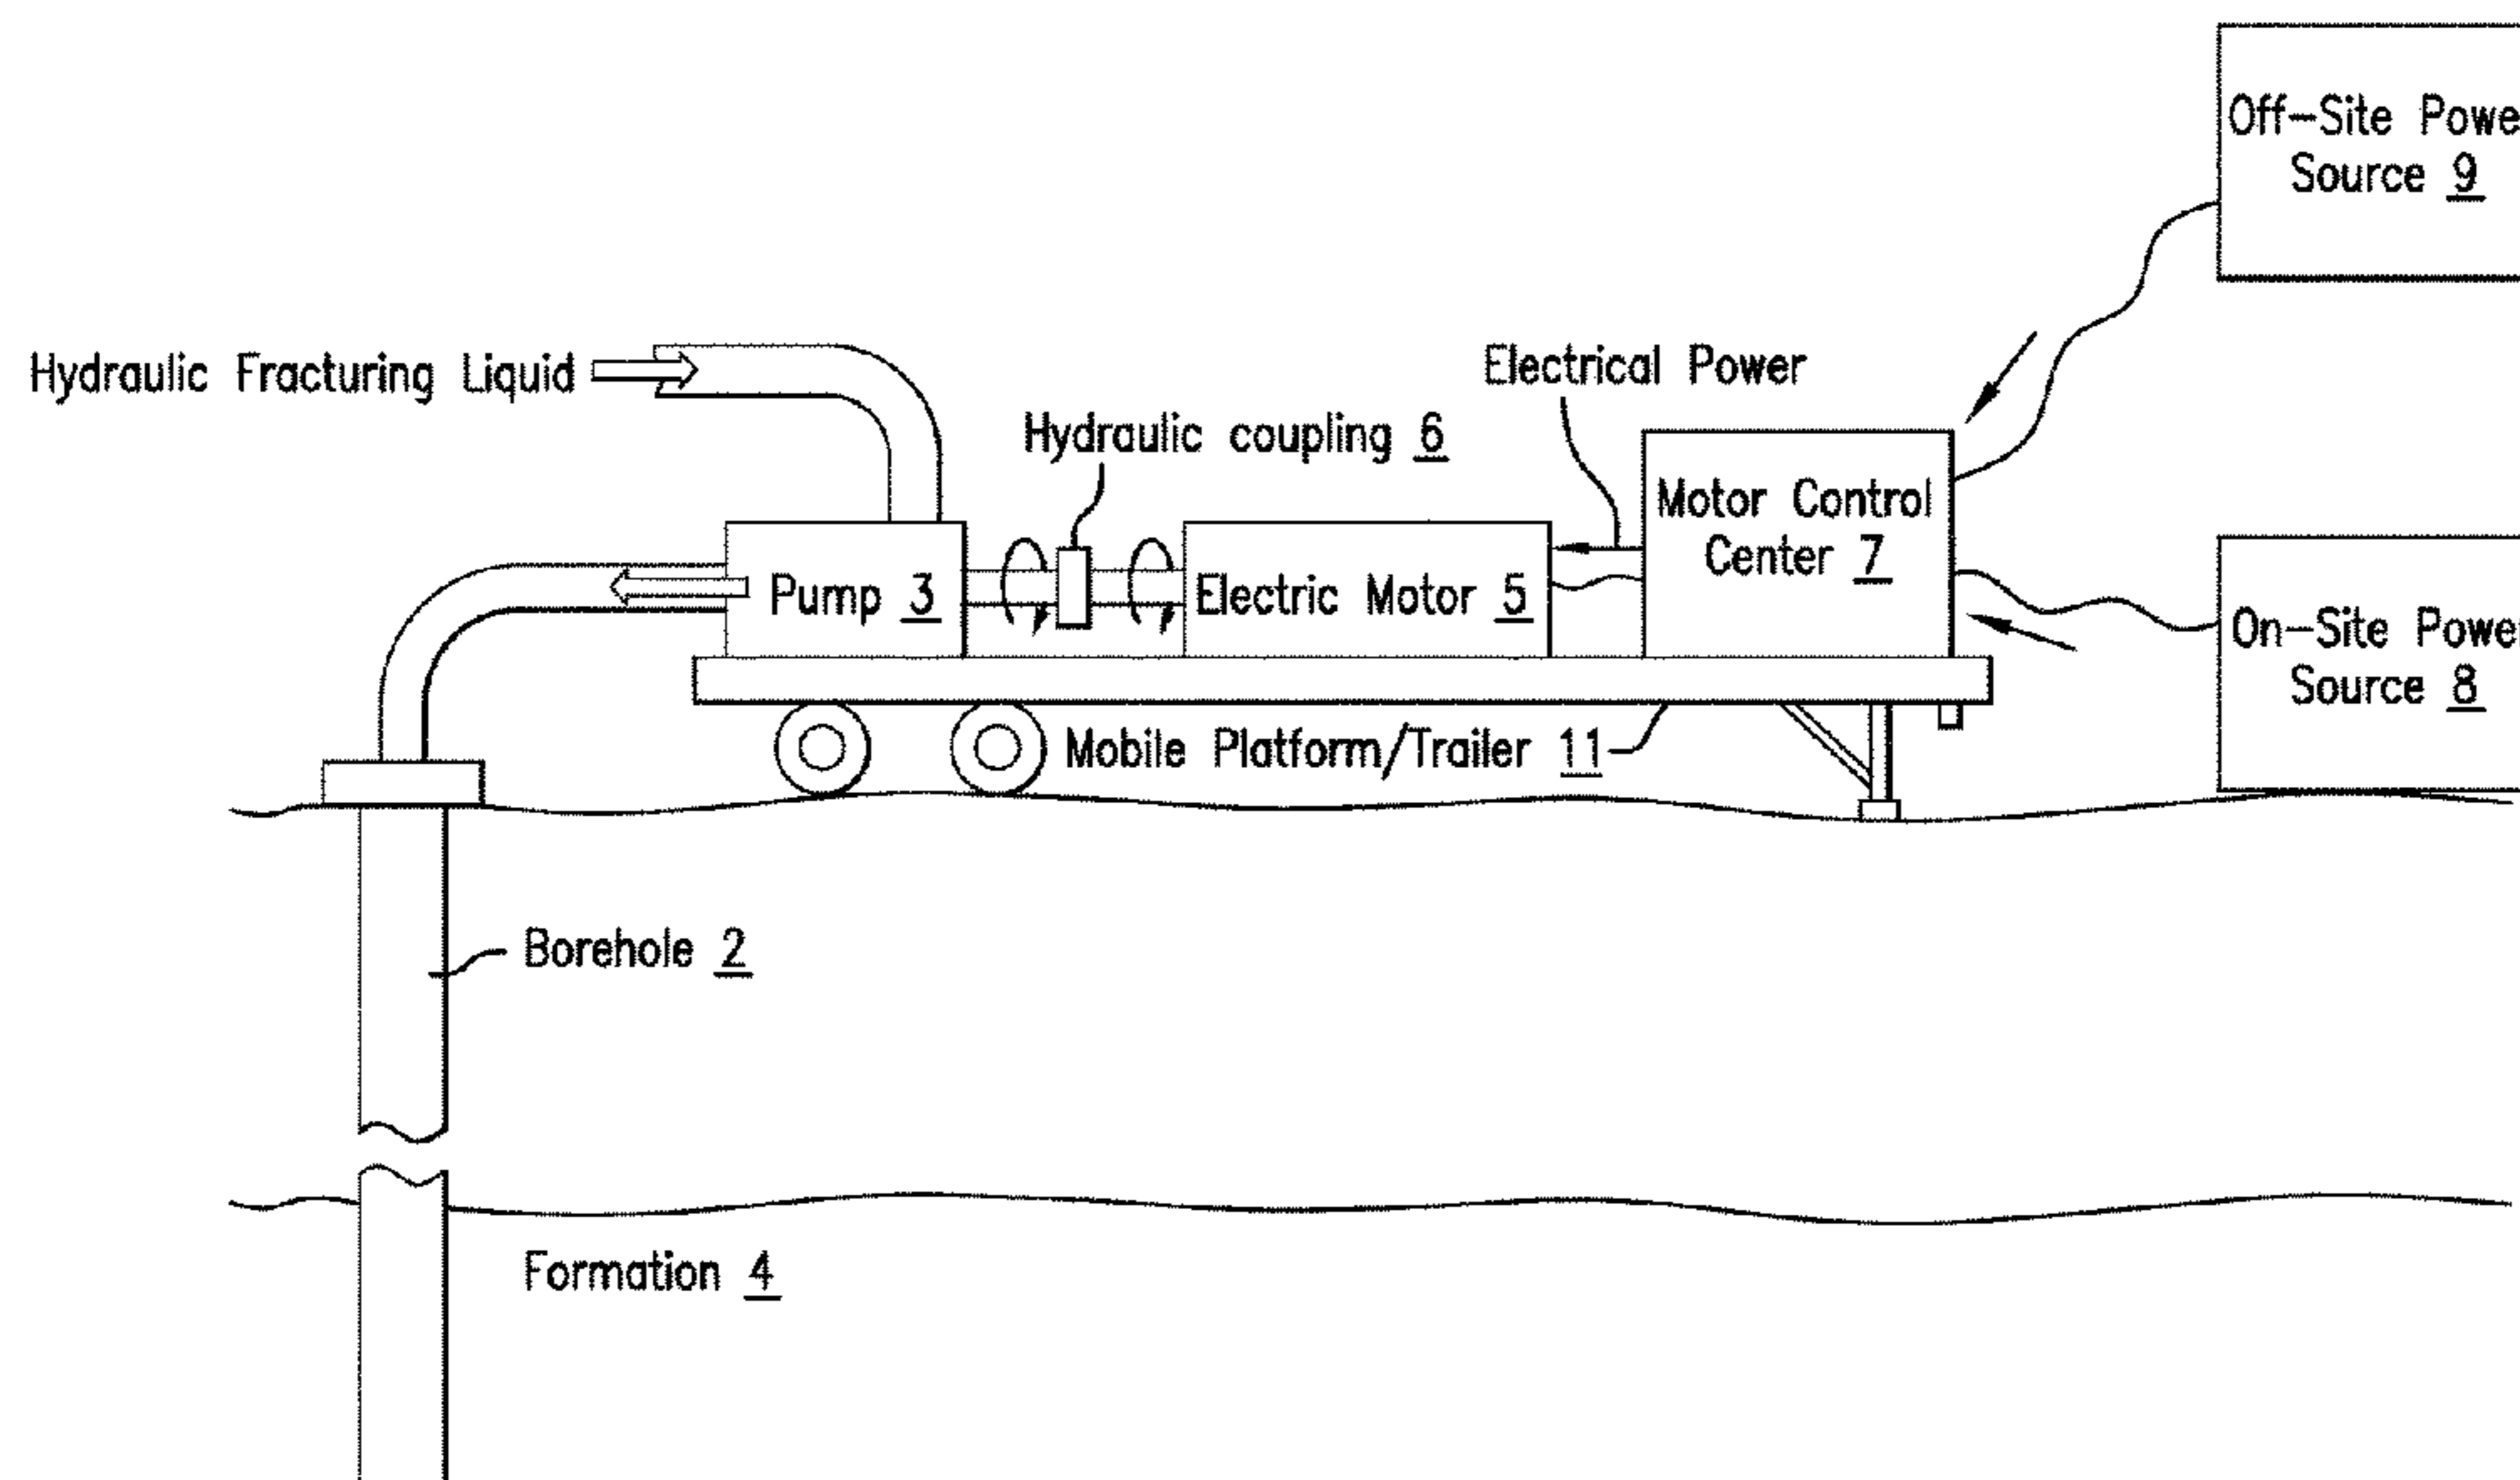 Off-Site Powe
Source 9
Hydraulic Fracturing Liquid
Electrical Power
Hydraulic coupling 6
Motor Control
Center 7
Pump 3
Electric Motor 5
On-Site Power
Source 8
Mobile Platform/Trailer 11
Borehole 2
Formation 4